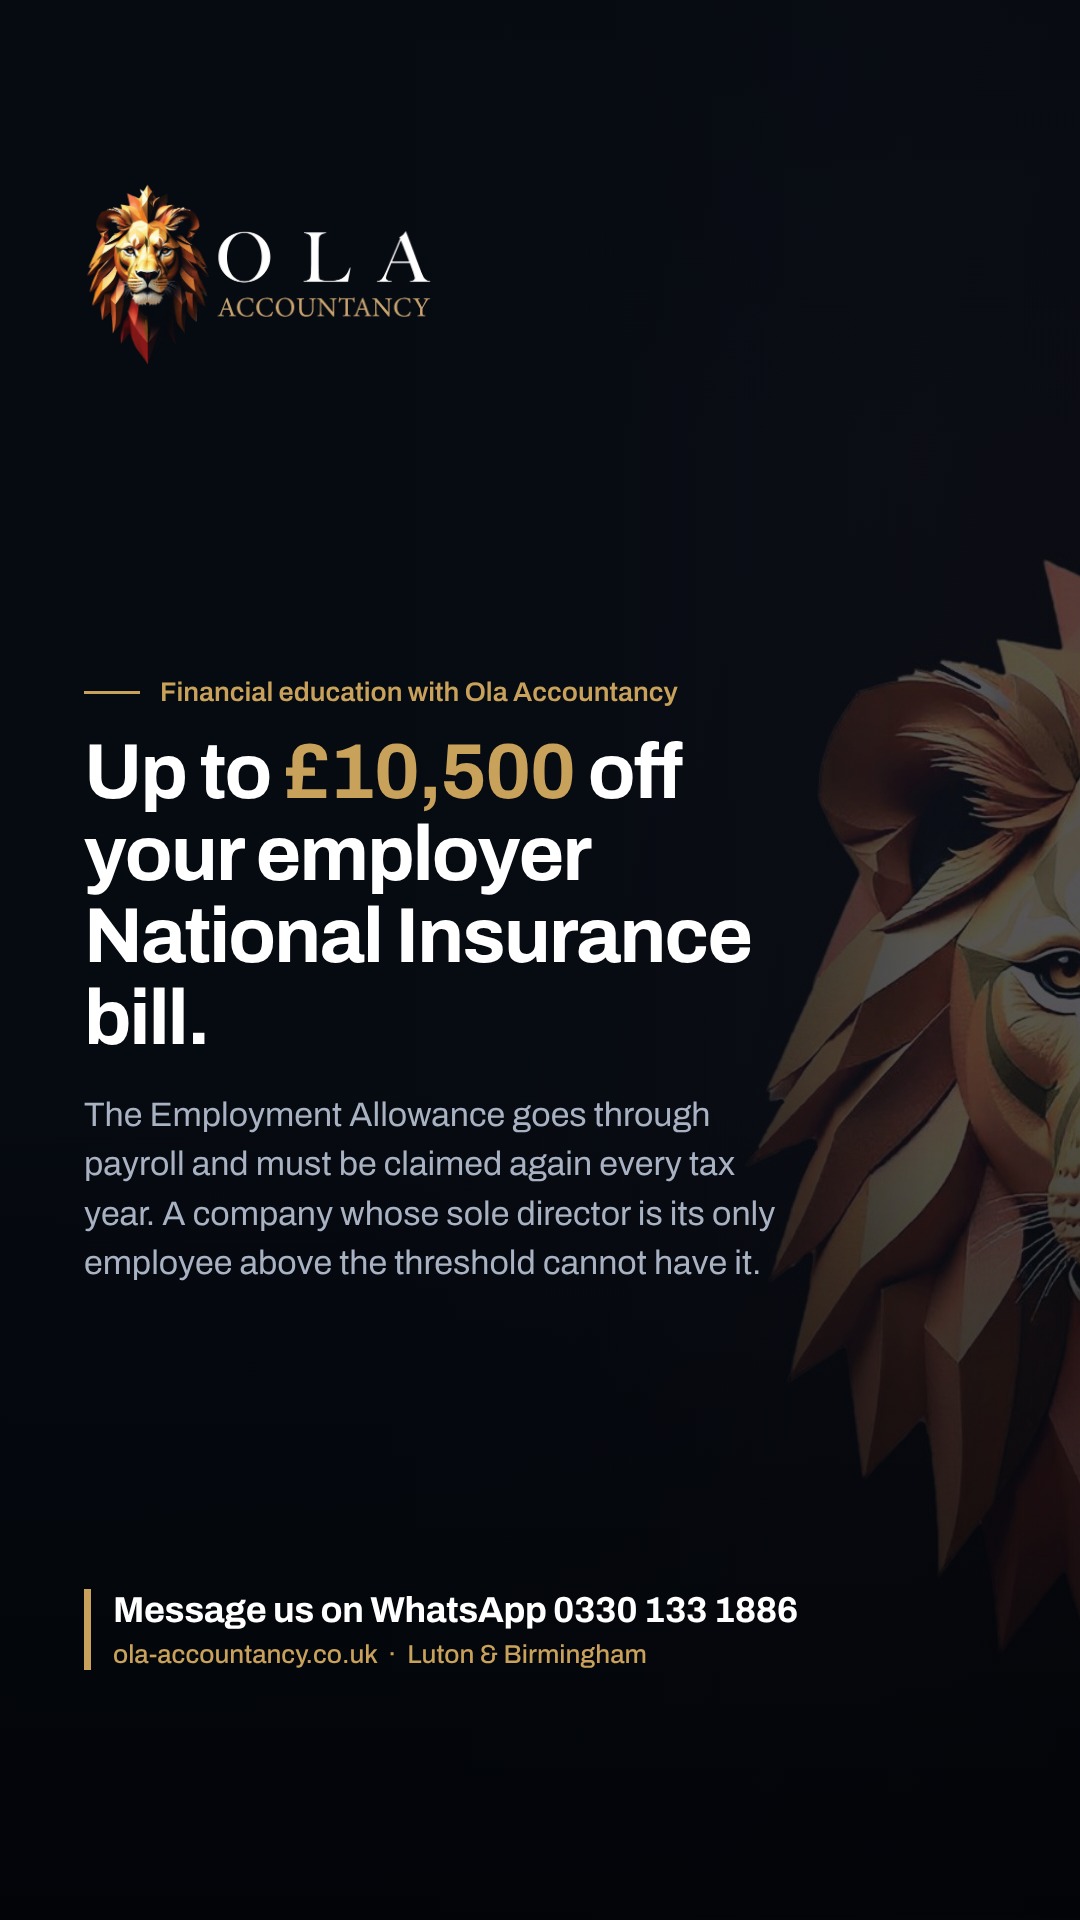 OLA
ACCOUNTANCY
Financial education with Ola Accountancy
Up to £10,500 off
your employer
National Insurance
bill.
The Employment Allowance goes through
payroll and must be claimed again every tax
year. A company whose sole director is its only
employee above the threshold cannot have it.
Message us on WhatsApp 0330 133 1886
ola-accountancy.co.uk · Luton & Birmingham